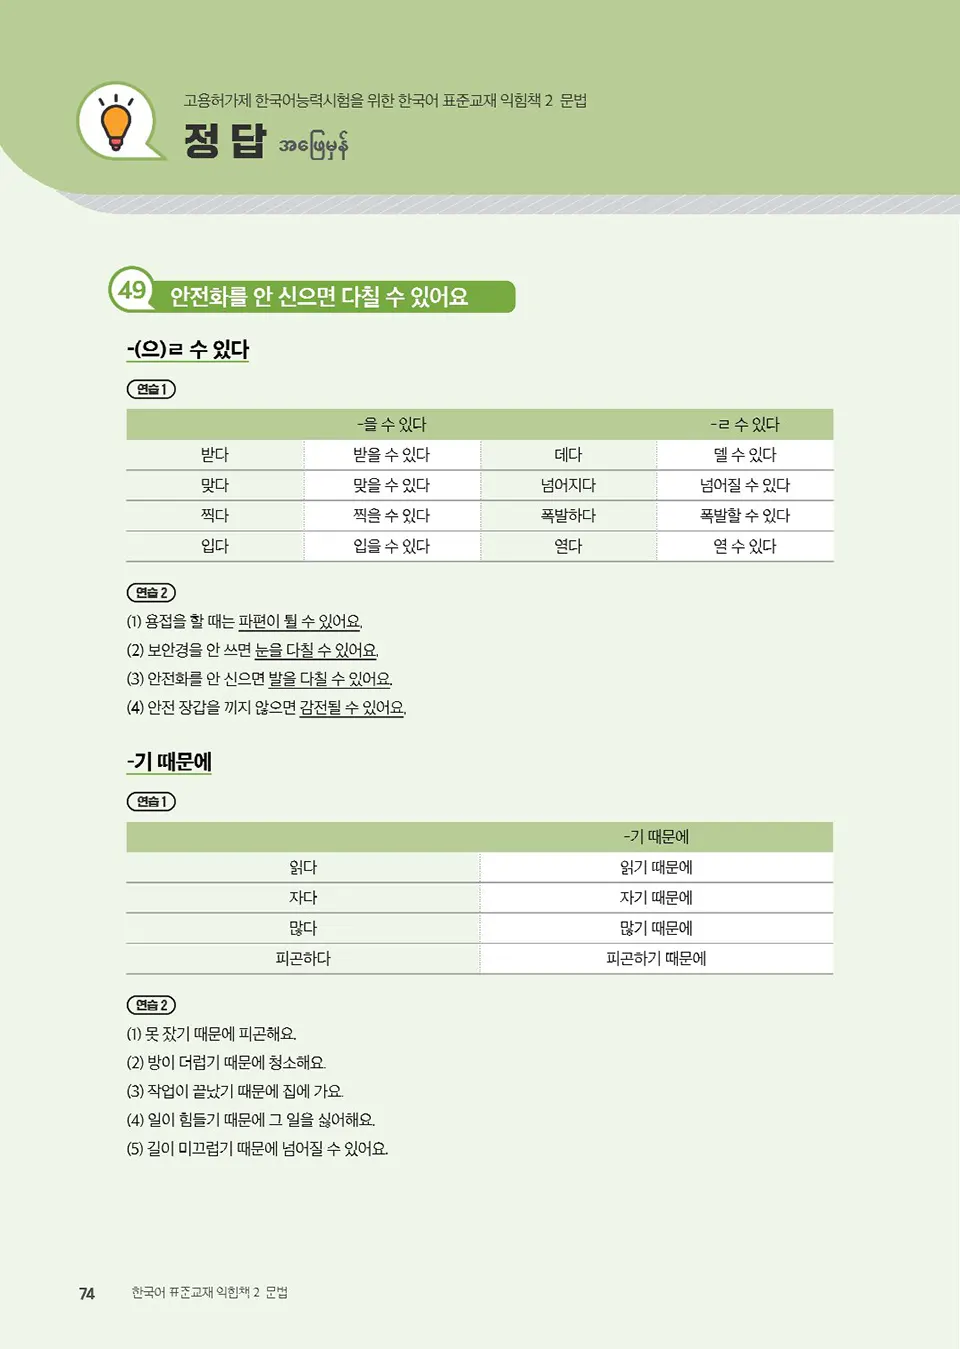 고용허가제 한국어능력시험을 위한 한국어 표준교재 익힘책 2 문법
정 답 အဖြေမှန်
49 안전화를 안 신으면 다칠 수 있어요
-(으)ㄹ 수 있다
연습 1
-을 수 있다 -ㄹ 수 있다
받다 받을 수 있다 데다 델 수 있다
맞다 맞을 수 있다 넘어지다 넘어질 수 있다
찍다 찍을 수 있다 폭발하다 폭발할 수 있다
입다 입을 수 있다 연다 연 수 있다
연습 2
(1) 용접을 할 때는 파편이 튈 수 있어요.
(2) 보안경을 안 쓰면 눈을 다칠 수 있어요.
(3) 안전화를 안 신으면 발을 다칠 수 있어요.
(4) 안전 장갑을 끼지 않으면 감전될 수 있어요.
-기 때문에
연습 1
-기 때문에
읽다 읽기 때문에
자다 자기 때문에
많다 많기 때문에
피곤하다 피곤하기 때문에
연습 2
(1) 못 잤기 때문에 피곤해요.
(2) 방이 더럽기 때문에 청소해요.
(3) 작업이 끝났기 때문에 집에 가요.
(4) 일이 힘들기 때문에 그 일을 싫어해요.
(5) 길이 미끄럽기 때문에 넘어질 수 있어요.
74 한국어 표준교재 익힘책 2 문법